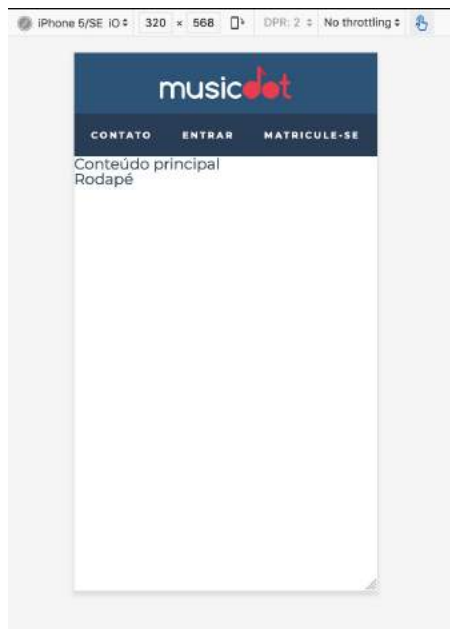 iPhone 5/SE iO 320 × 568 DPR: 2 No throttling
musicdot
CONTATO ENTRAR MATRICULE-SE
Conteúdo principal
Rodapé